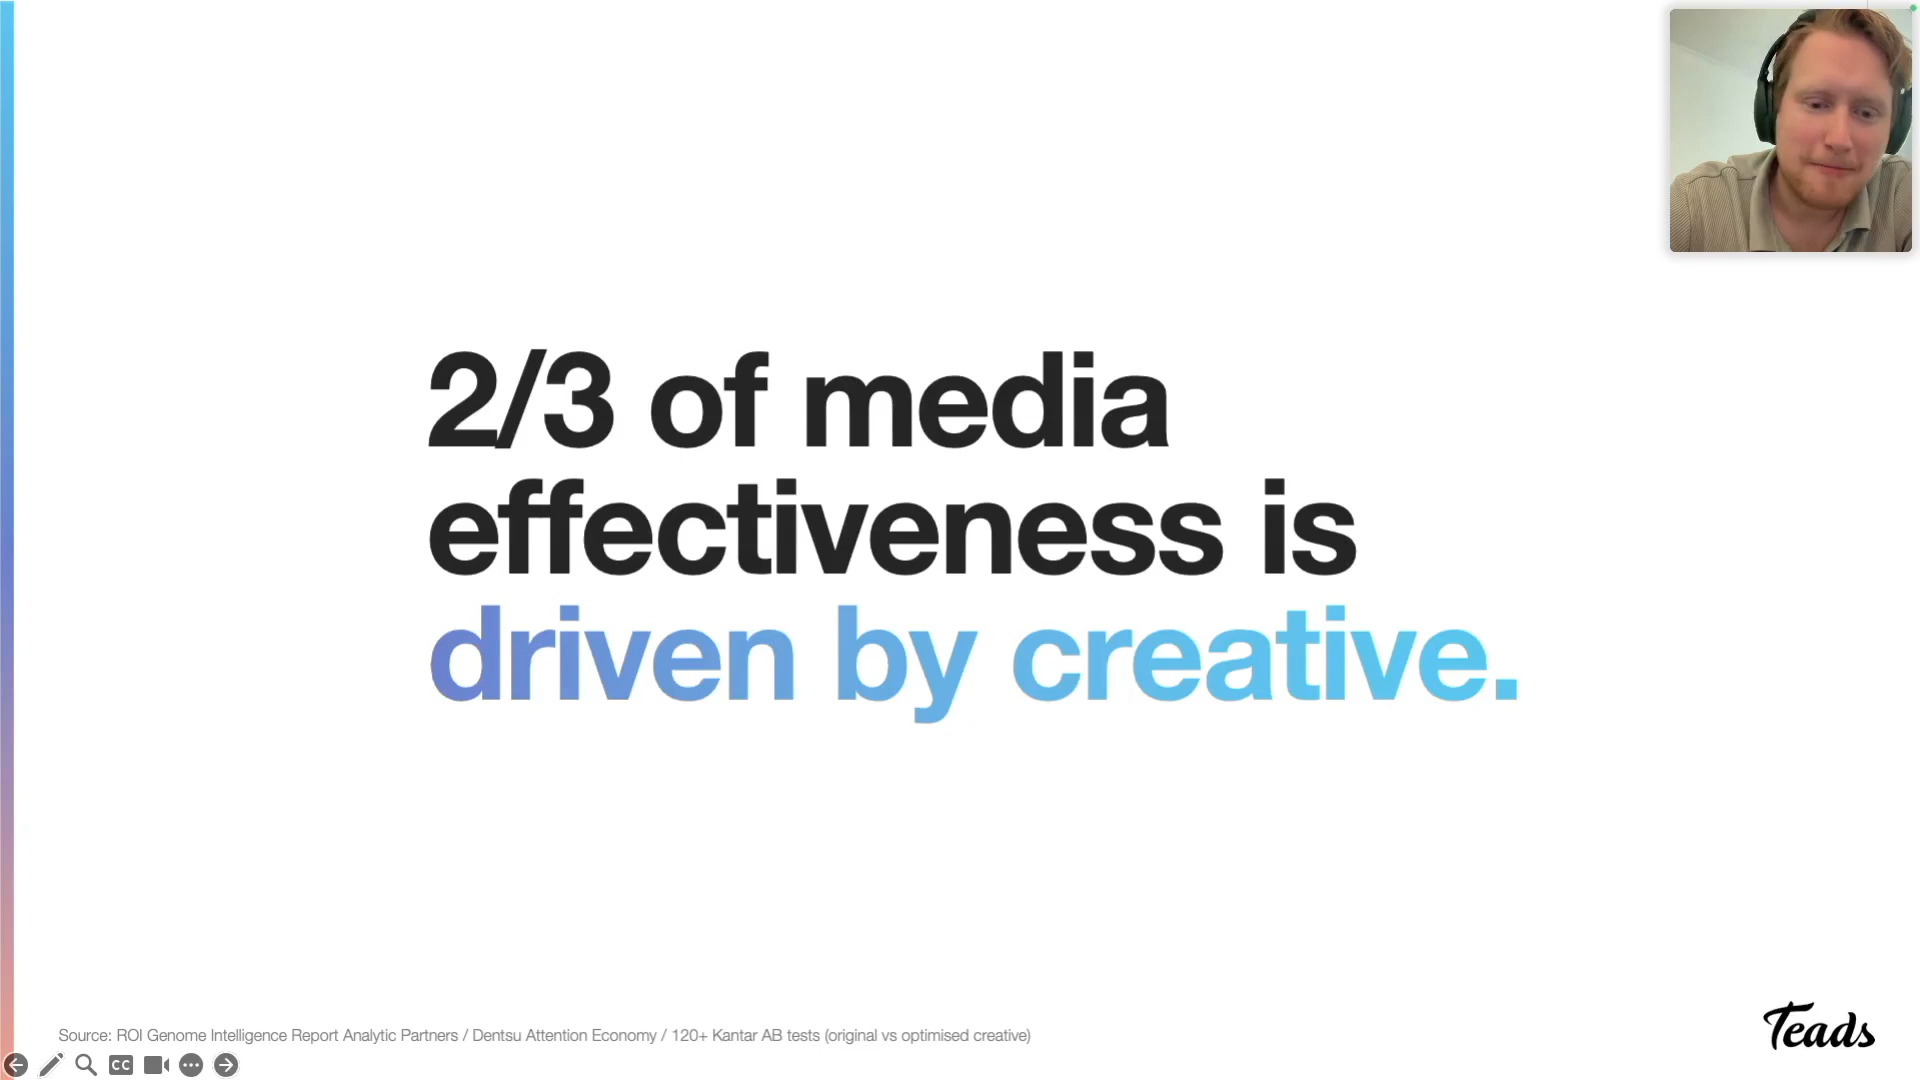 2/3 of media
effectiveness is
driven by creative.
Source: ROI Genome Intelligence Report Analytic Partners / Dentsu Attention Economy / 120+ Kantar AB tests (original vs optimised creative)
Teads
CC